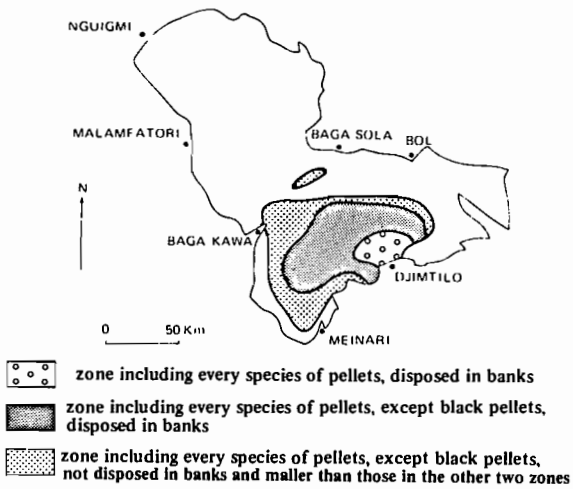 NGUIGMI
MALAMFATORI
BAGA SOLA
BOL
N
BAGA KAWA
DJIMTILO
0 50 Km
MEINARI
zone including every species of pellets, disposed in banks
zone including every species of pellets, except black pellets,
disposed in banks
zone including every species of pellets, except black pellets,
not disposed in banks and maller than those in the other two zones